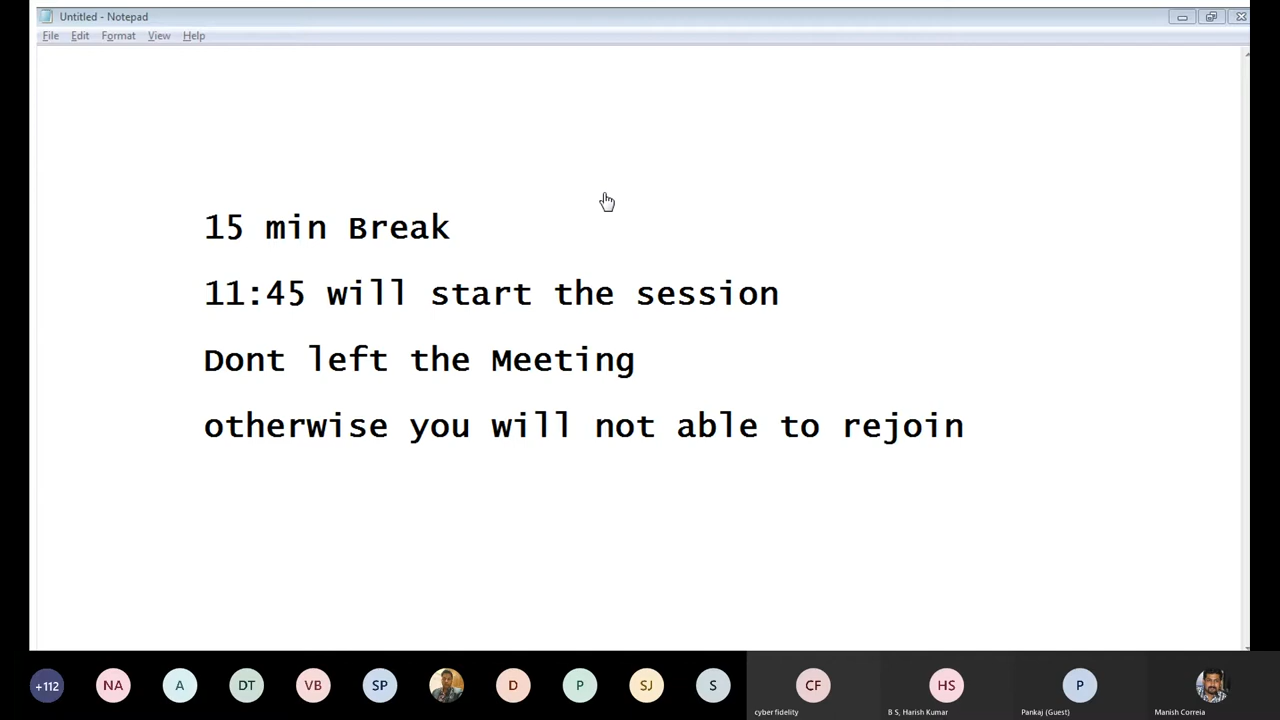 Untitled - Notepad
File Edit Format View Help
15 min Break
11:45 will start the session
Dont left the Meeting
otherwise you will not able to rejoin
+112 NA A DT VB SP D P SJ S CF HS P
cyber fidelity B S, Harish Kumar Pankaj (Guest) Manish Correia